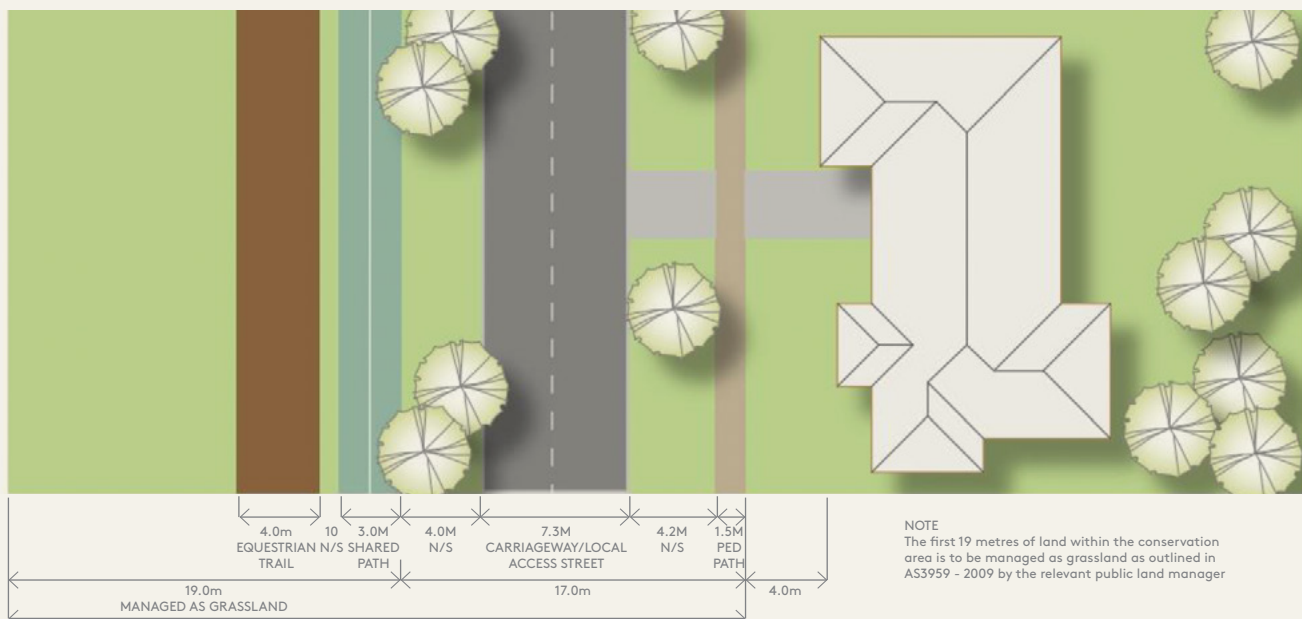 4.0m
EQUESTRIAN
TRAIL
10
N/S
3.0M
SHARED
PATH
4.0M
N/S
7.3M
CARRIAGEWAY/LOCAL
ACCESS STREET
4.2M
N/S
1.5M
PED
PATH
19.0m
MANAGED AS GRASSLAND
17.0m
4.0m
NOTE
The first 19 metres of land within the conservation
area is to be managed as grassland as outlined in
AS3959 - 2009 by the relevant public land manager